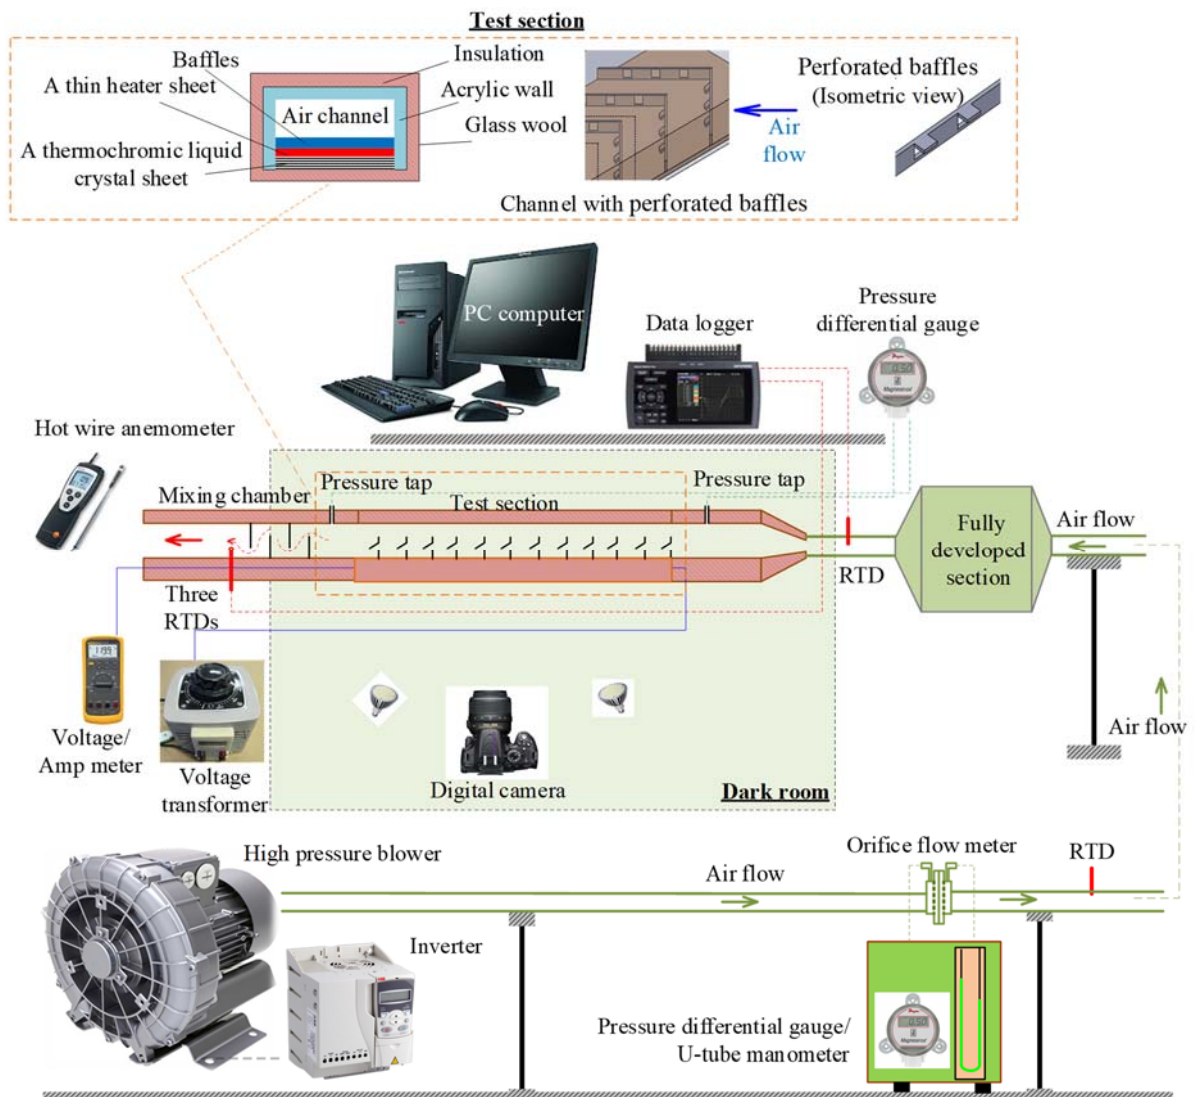 Test section
Baffles
A thin heater sheet
Air channel
A thermochromic liquid
crystal sheet
Insulation
Acrylic wall
Glass wool
Air
flow
Perforated baffles
(Isometric view)
Channel with perforated baffles
PC computer
Data logger
Pressure
differential gauge
Hot wire anemometer
Mixing chamber
Pressure tap
Test section
Pressure tap
Fully
developed
section
Air flow
RTD
Three
RTDs
Air flow
Voltage/
Amp meter
Voltage
transformer
Digital camera
Dark room
High pressure blower
Inverter
Air flow
Orifice flow meter
RTD
Pressure differential gauge/
U-tube manometer